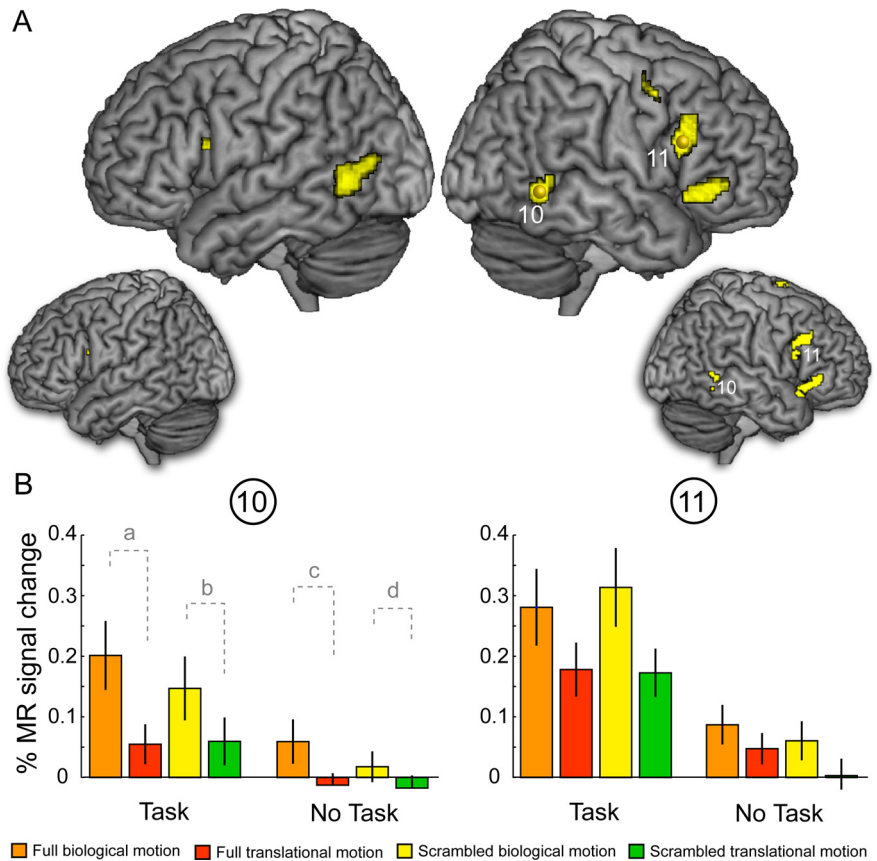 A
11
10
11
10
B
10
11
% MR signal change
0.4
0.3
0.2
0.1
0
a
b
c
d
Task
No Task
0.4
0.3
0.2
0.1
0
Task
No Task
Full biological motion Full translational motion Scrambled biological motion Scrambled translational motion